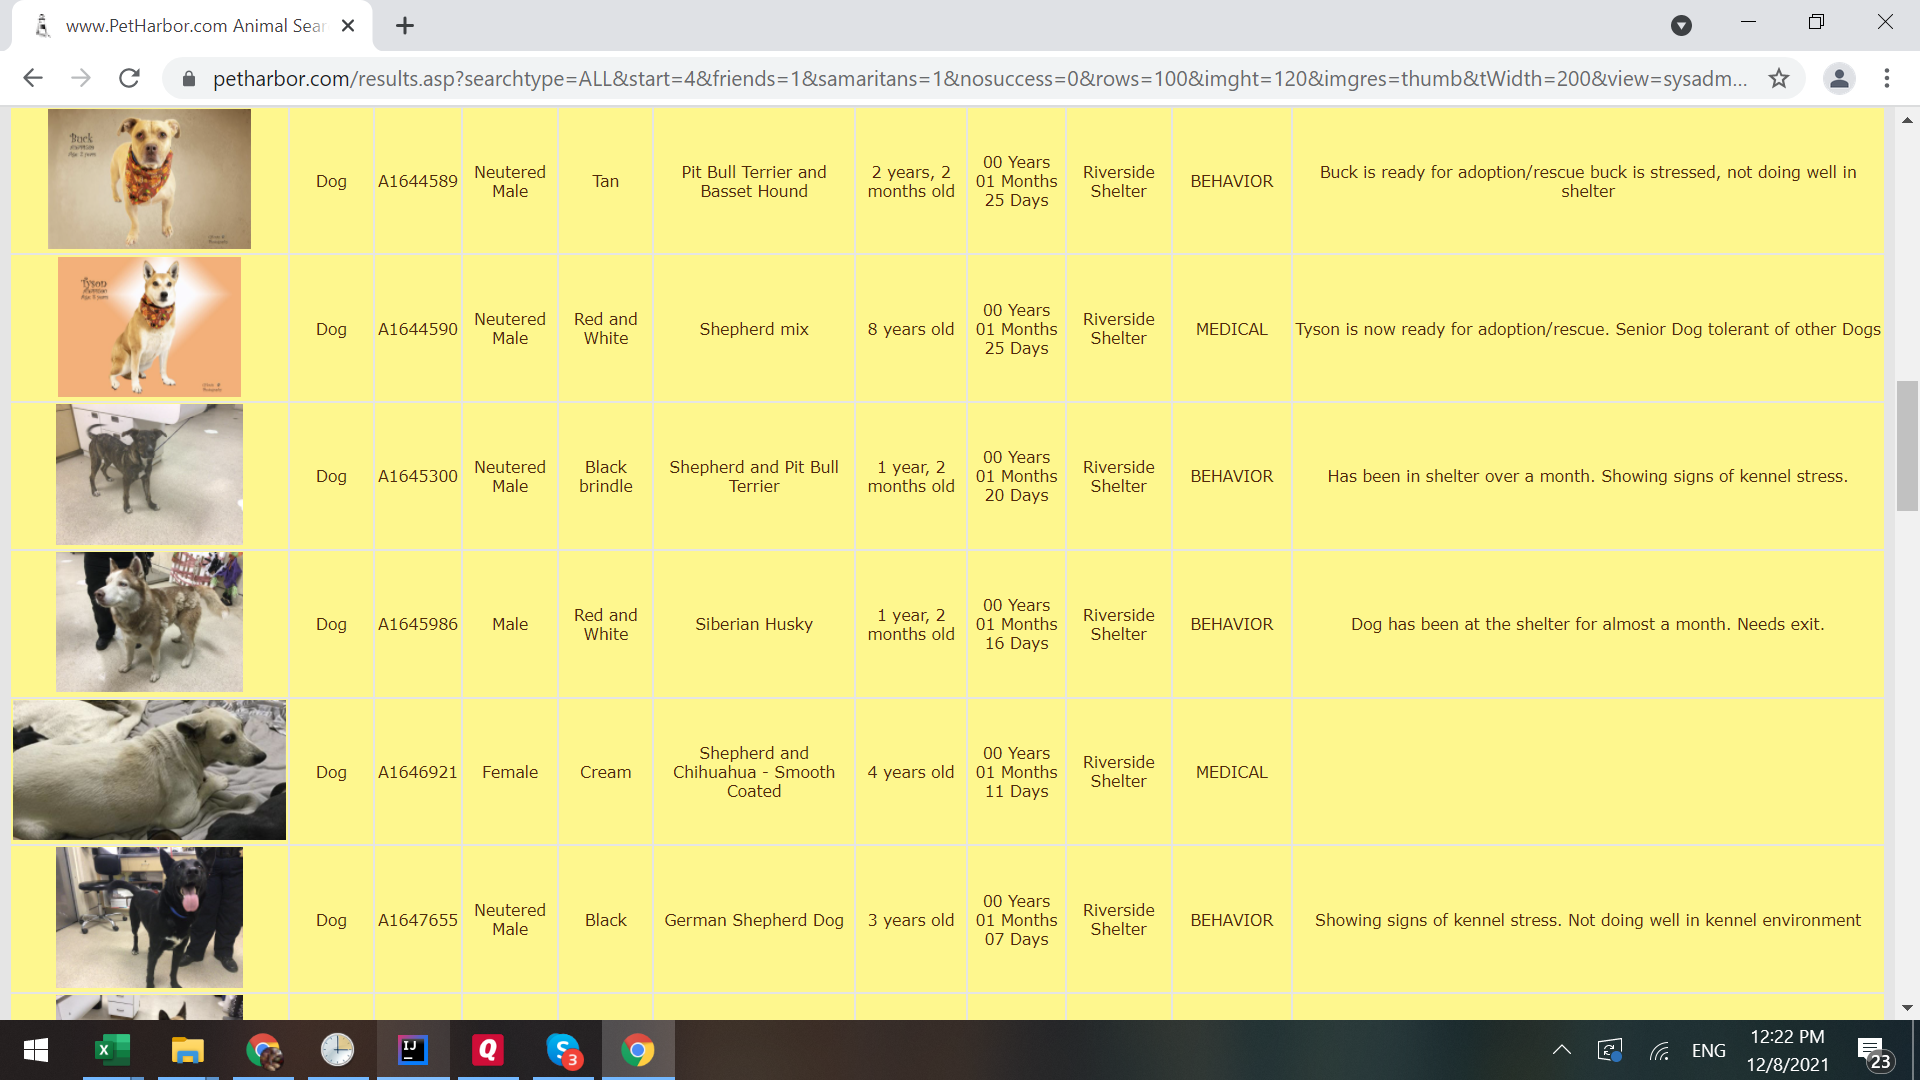 www.PetHarbor.com Animal Sear
petharbor.com/results.asp?searchtype=ALL&start=4&friends=1&samaritans=1&nosuccess=0&rows=100&imght=120&imgres=thumb&tWidth=200&view=sysadm...
Buck
Dog
A1644589
Neutered
Male
Tan
Pit Bull Terrier and
Basset Hound
2 years, 2
months old
00 Years
01 Months
25 Days
Riverside
Shelter
BEHAVIOR
Buck is ready for adoption/rescue buck is stressed, not doing well in
shelter
Tyson
Dog
A1644590
Neutered
Male
Red and
White
Shepherd mix
8 years old
00 Years
01 Months
25 Days
Riverside
Shelter
MEDICAL
Tyson is now ready for adoption/rescue. Senior Dog tolerant of other Dogs
Dog
A1645300
Neutered
Male
Black
brindle
Shepherd and Pit Bull
Terrier
1 year, 2
months old
00 Years
01 Months
20 Days
Riverside
Shelter
BEHAVIOR
Has been in shelter over a month. Showing signs of kennel stress.
Dog
A1645986
Male
Red and
White
Siberian Husky
1 year, 2
months old
00 Years
01 Months
16 Days
Riverside
Shelter
BEHAVIOR
Dog has been at the shelter for almost a month. Needs exit.
Dog
A1646921
Female
Cream
Shepherd and
Chihuahua - Smooth
Coated
4 years old
00 Years
01 Months
11 Days
Riverside
Shelter
MEDICAL
Dog
A1647655
Neutered
Male
Black
German Shepherd Dog
3 years old
00 Years
01 Months
07 Days
Riverside
Shelter
BEHAVIOR
Showing signs of kennel stress. Not doing well in kennel environment
X
IJ
Q
S
3
ENG
12:22 PM
12/8/2021
23